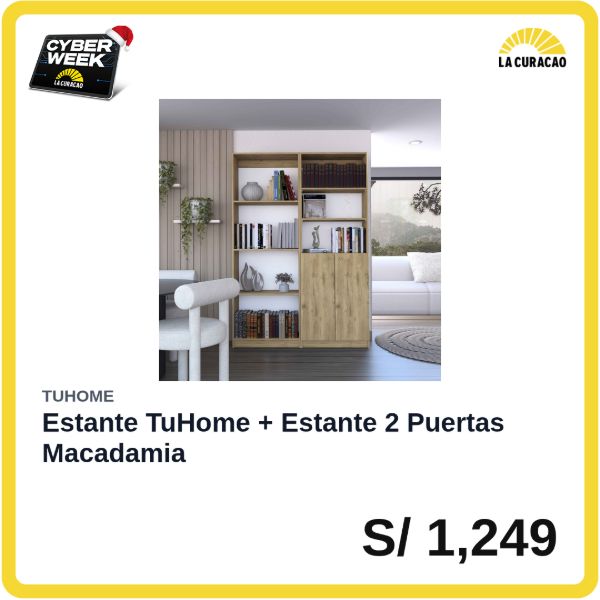 CYBER
WEEK
LA CURACAO
LA CURACAO
TUHOME
Estante TuHome + Estante 2 Puertas
Macadamia
S/ 1,249